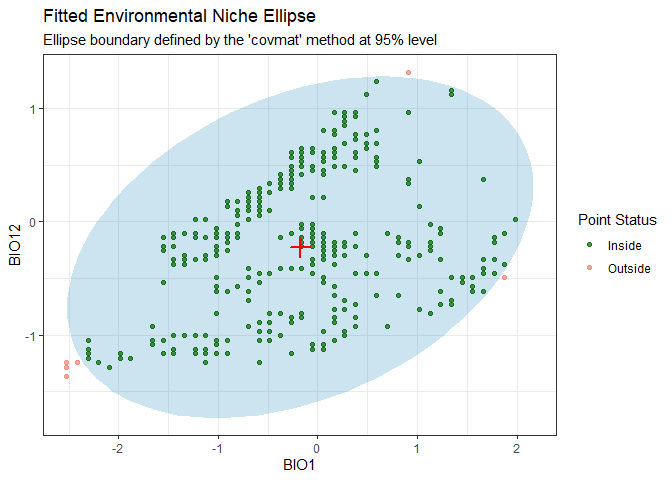 Fitted Environmental Niche Ellipse
Ellipse boundary defined by the 'covmat' method at 95% level
1
0
-1
BIO12
-2
-1
0
1
2
BIO1
Point Status
Inside
Outside